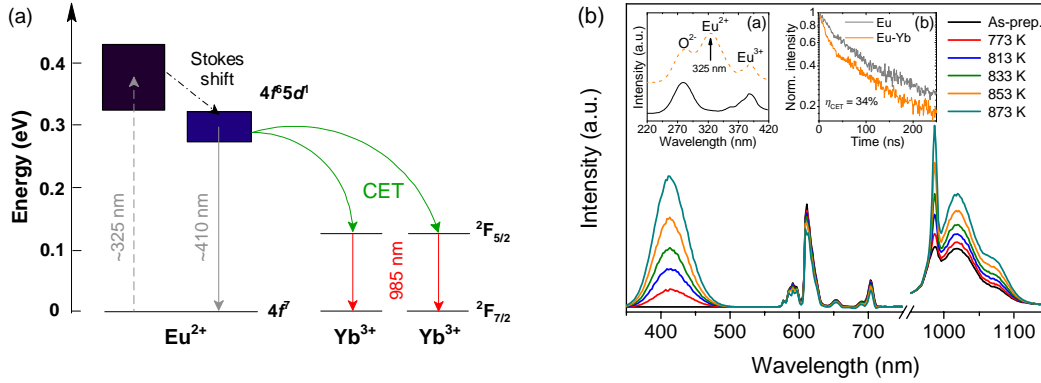 (a)
Energy (eV)
0.4
0.3
0.2
0.1
0
Stokes
shift
4f⁶5d¹
~325 nm
~410 nm
CET
985 nm
²F5/2
²F7/2
4f⁷
Eu²⁺
Yb³⁺
Yb³⁺
(b)
Intensity (a.u.)
Wavelength (nm)
350 400 450 500 600 700 1000 1100
As-prep.
773 K
813 K
833 K
853 K
873 K
(a)
Intensity (a.u.)
O²⁻
Eu²⁺
Eu³⁺
325 nm
220 270 320 370 420
Wavelength (nm)
(b)
Norm. intensity
1
0.8
0.6
0.4
0.2
Eu
Eu-Yb
ηCET = 34%
0 100 200
Time (ns)